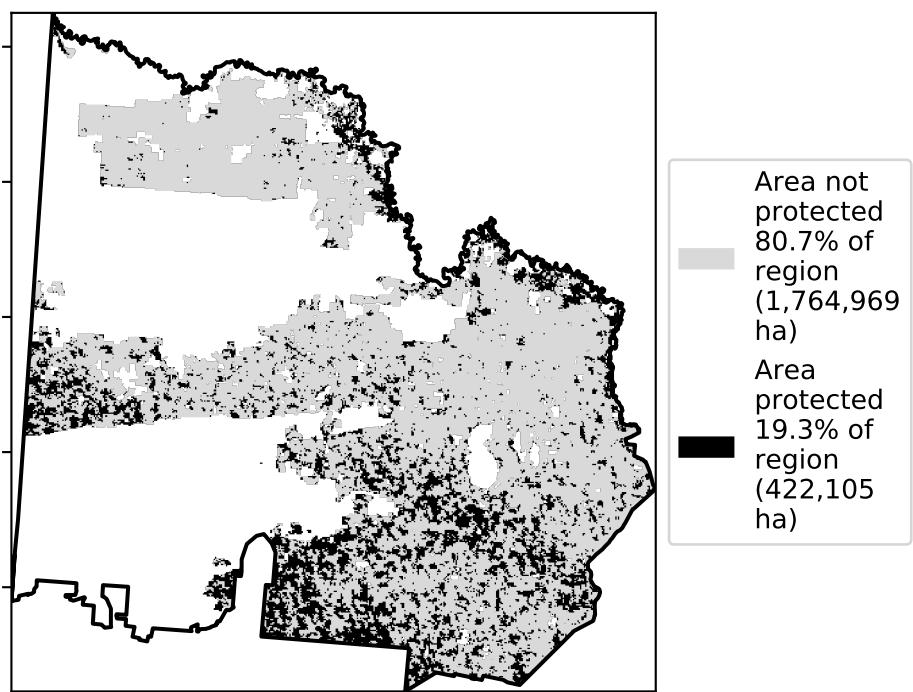 Area not
protected
80.7% of
region
(1,764,969
ha)
Area
protected
19.3% of
region
(422,105
ha)